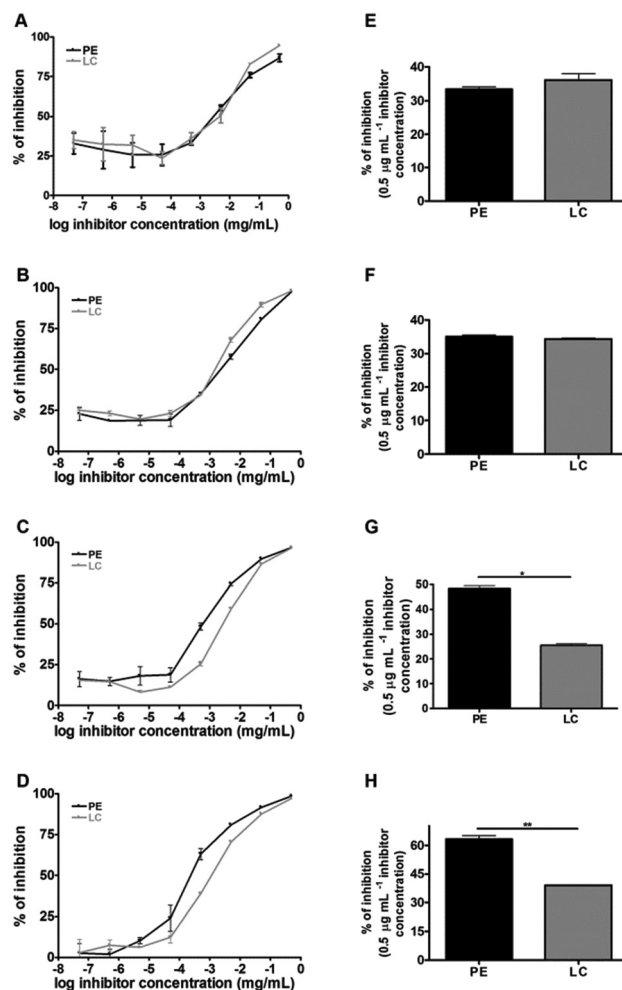 A
% of inhibition
100
75
50
25
0
PE
LC
-8 -7 -6 -5 -4 -3 -2 -1 0
log inhibitor concentration (mg/mL)
E
% of inhibition
(0.5 µg mL -1 inhibitor
concentration)
40
30
20
10
0
PE LC
B
% of inhibition
100
75
50
25
0
PE
LC
-8 -7 -6 -5 -4 -3 -2 -1 0
log inhibitor concentration (mg/mL)
F
% of inhibition
(0.5 µg mL -1 inhibitor
concentration)
40
30
20
10
0
PE LC
C
% of inhibition
100
75
50
25
0
PE
LC
-8 -7 -6 -5 -4 -3 -2 -1 0
log inhibitor concentration (mg/mL)
G
% of inhibition
(0.5 µg mL -1 inhibitor
concentration)
50
40
30
20
10
0
*
PE LC
D
% of inhibition
100
75
50
25
0
PE
LC
-8 -7 -6 -5 -4 -3 -2 -1 0
log inhibitor concentration (mg/mL)
H
% of inhibition
(0.5 µg mL -1 inhibitor
concentration)
60
45
30
15
0
**
PE LC